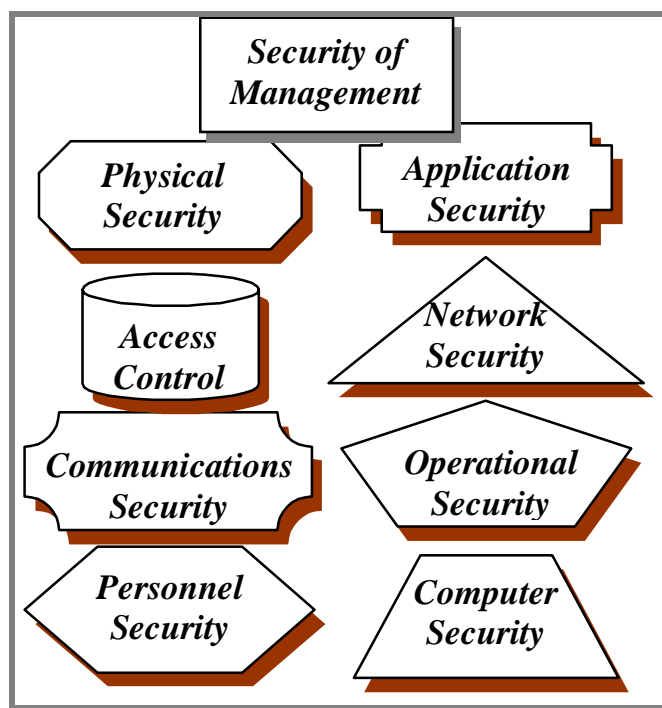 Security of
Management
Physical
Security
Application
Security
Access
Control
Network
Security
Communications
Security
Operational
Security
Personnel
Security
Computer
Security